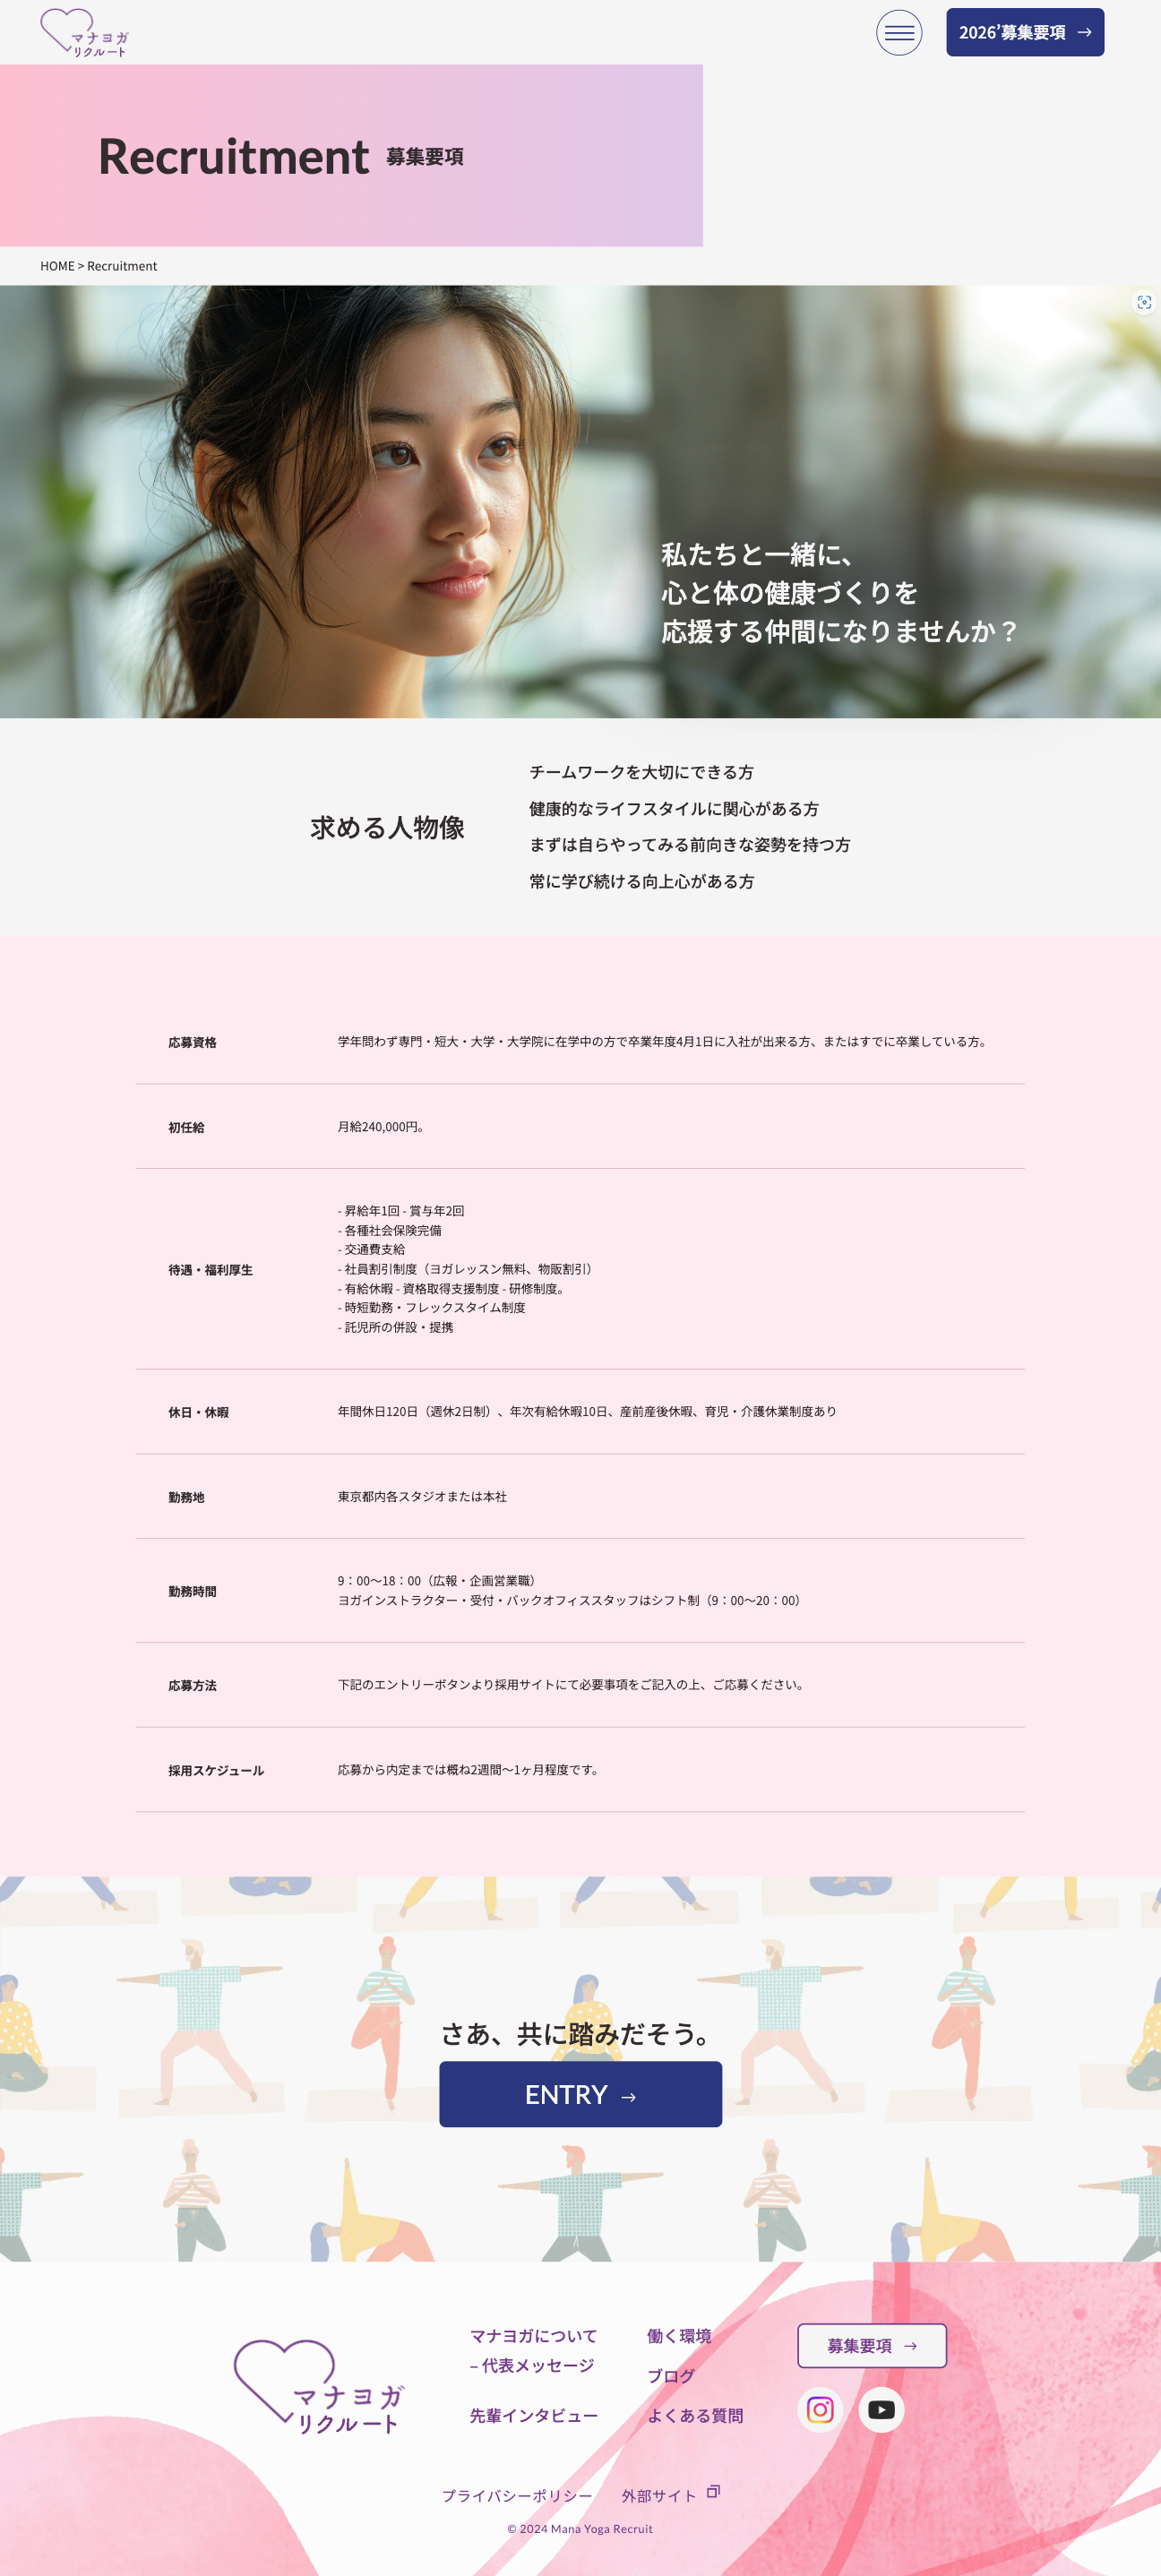 マナヨガ
リクルート
2026’募集要項 →
Recruitment 募集要項
HOME > Recruitment
私たちと一緒に、
心と体の健康づくりを
応援する仲間になりませんか？
求める人物像
チームワークを大切にできる方
健康的なライフスタイルに関心がある方
まずは自らやってみる前向きな姿勢を持つ方
常に学び続ける向上心がある方
応募資格
学年問わず専門・短大・大学・大学院に在学中の方で卒業年度4月1日に入社が出来る方、またはすでに卒業している方。
初任給
月給240,000円。
待遇・福利厚生
- 昇給年1回 - 賞与年2回
- 各種社会保険完備
- 交通費支給
- 社員割引制度（ヨガレッスン無料、物販割引）
- 有給休暇 - 資格取得支援制度 - 研修制度。
- 時短勤務・フレックスタイム制度
- 託児所の併設・提携
休日・休暇
年間休日120日（週休2日制）、年次有給休暇10日、産前産後休暇、育児・介護休業制度あり
勤務地
東京都内各スタジオまたは本社
勤務時間
9：00〜18：00（広報・企画営業職）
ヨガインストラクター・受付・バックオフィススタッフはシフト制（9：00〜20：00）
応募方法
下記のエントリーボタンより採用サイトにて必要事項をご記入の上、ご応募ください。
採用スケジュール
応募から内定までは概ね2週間〜1ヶ月程度です。
さあ、共に踏みだそう。
ENTRY →
マナヨガ
リクルート
マナヨガについて
– 代表メッセージ
先輩インタビュー
働く環境
ブログ
よくある質問
募集要項 →
プライバシーポリシー
外部サイト
© 2024 Mana Yoga Recruit